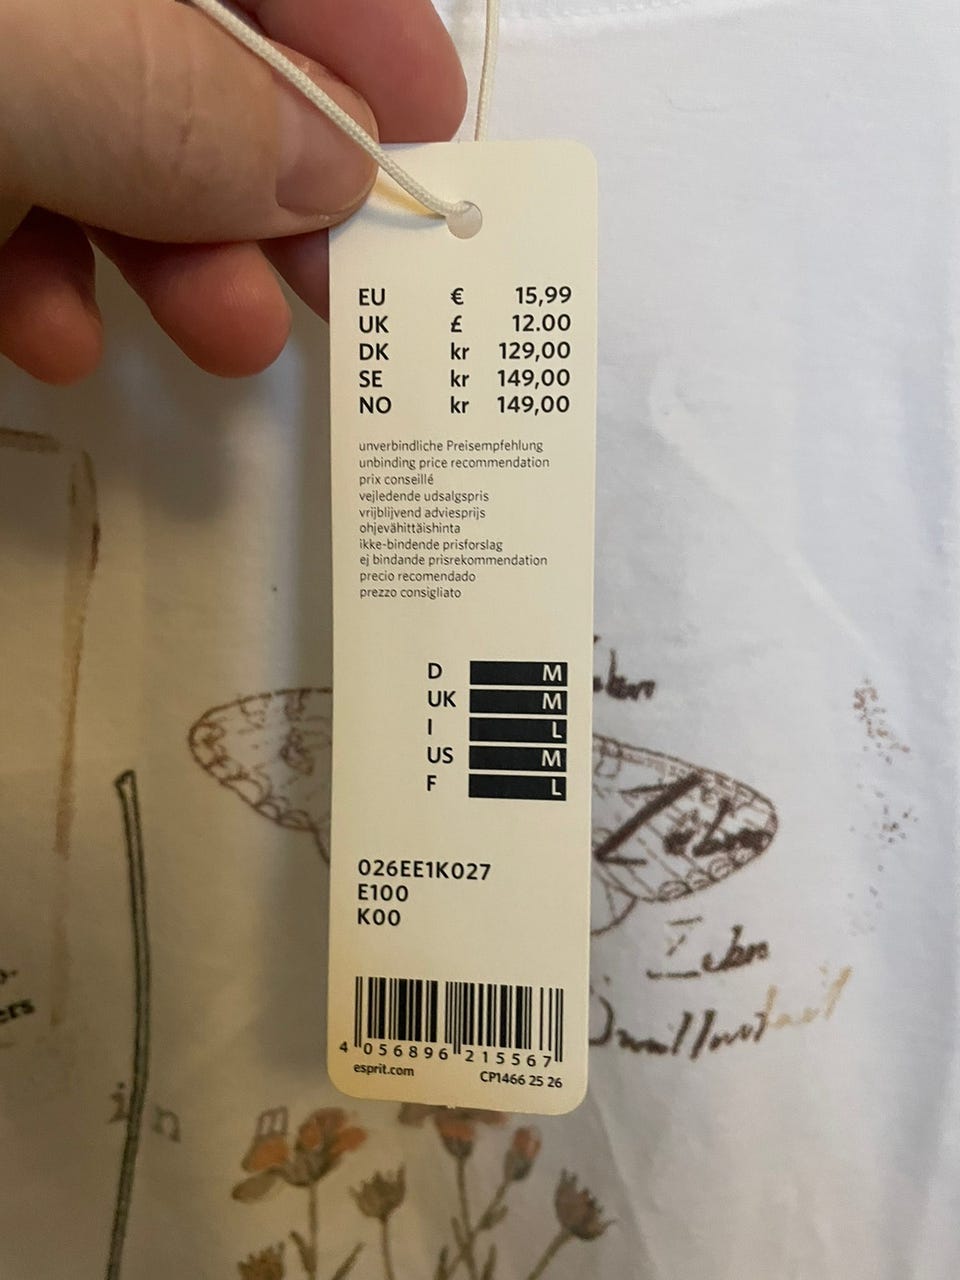 EU € 15,99
UK £ 12.00
DK kr 129,00
SE kr 149,00
NO kr 149,00
unverbindliche Preisempfehlung
unbinding price recommendation
prix conseillé
vejledende udsalgspris
vrijblijvend adviesprijs
ohjevähittäishinta
ikke-bindende prisforslag
ej bindande prisrekommendation
precio recomendado
prezzo consigliato
D M
UK M
I L
US M
F L
026EE1K027
E100
K00
4 056896 215567
esprit.com CP1466 25 26